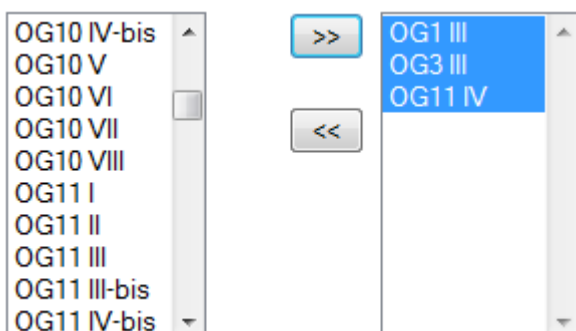 OG10 IV-bis
OG10 V
OG10 VI
OG10 VII
OG10 VIII
OG11 I
OG11 II
OG11 III
OG11 III-bis
OG11 IV-bis
>>
<<
OG1 III
OG3 III
OG11 IV